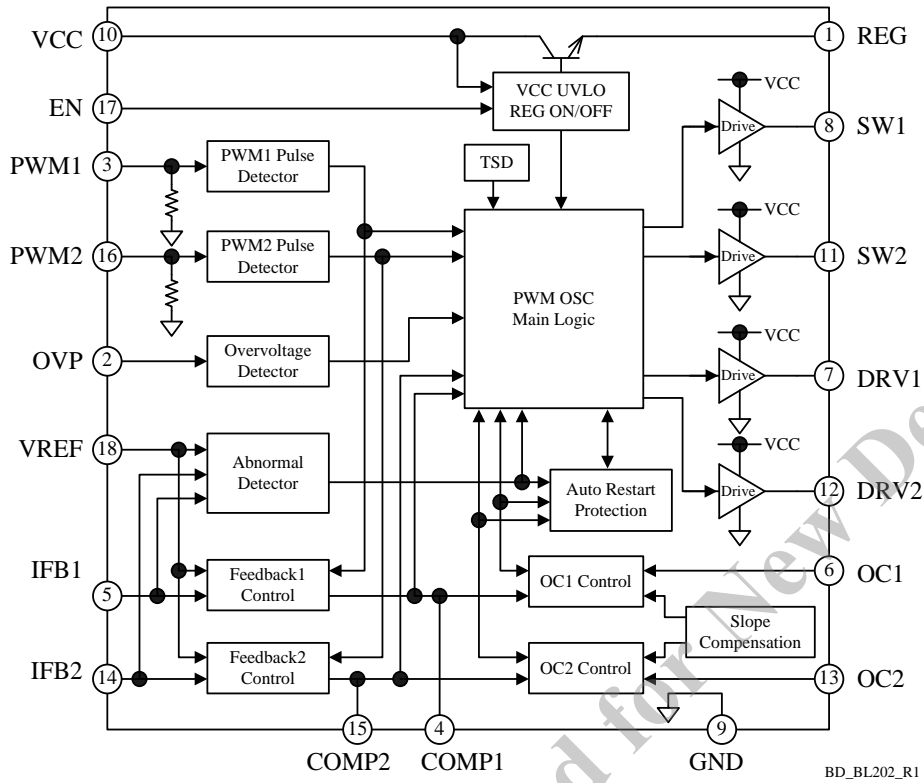 VCC
10
1
REG
VCC UVLO
REG ON/OFF
VCC
EN
17
Drive
8
SW1
PWM1
3
PWM1 Pulse
Detector
TSD
VCC
PWM2
16
PWM2 Pulse
Detector
PWM OSC
Main Logic
Drive
11
SW2
OVP
2
Overvoltage
Detector
VCC
Drive
7
DRV1
VREF
18
Abnormal
Detector
Auto Restart
Protection
VCC
Drive
12
DRV2
IFB1
5
Feedback1
Control
OC1 Control
6
OC1
Slope
Compensation
IFB2
14
Feedback2
Control
OC2 Control
13
OC2
15
COMP2
4
COMP1
9
GND
d for New De
BD_BL202_R1